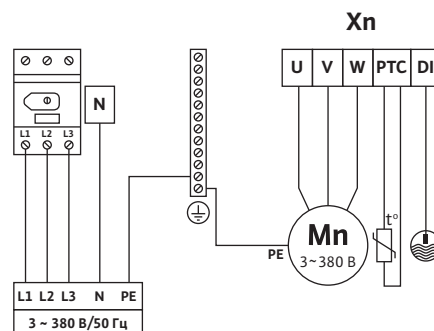 Xn
U V W PTC DI
N
L1 L2 L3
t°
PE
Mn
3~380 В
L1 L2 L3 N PE
3 ~ 380 В/50 Гц